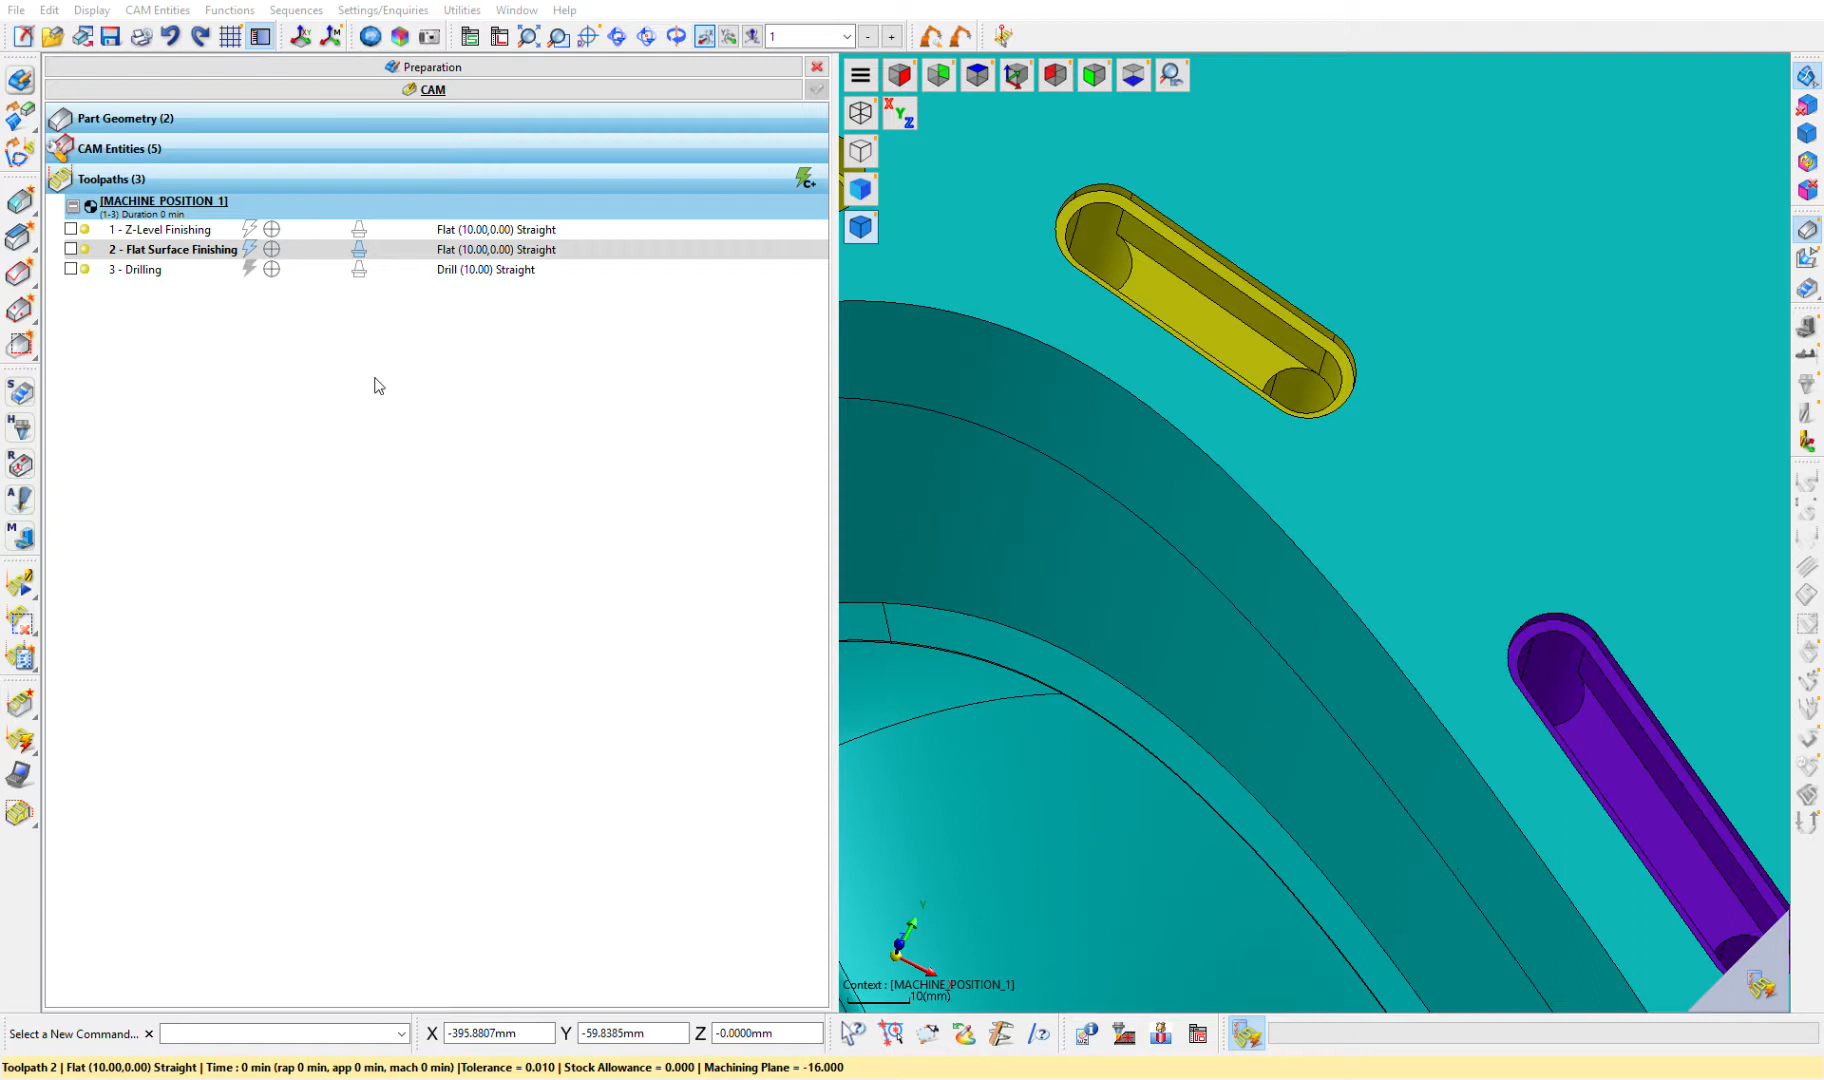 File Edit Display CAM Entities Functions Sequences Settings/Enquiries Utilities Window Help
1
- +
Preparation
CAM
Part Geometry (2)
CAM Entities (5)
Toolpaths (3)
C+
[MACHINE POSITION 1]
(1-3) Duration 0 min
1 - Z-Level Finishing Flat (10.00,0.00) Straight
2 - Flat Surface Finishing Flat (10.00,0.00) Straight
3 - Drilling Drill (10.00) Straight
X
Y
Z
S
H
R
A
M
Y
Context : [MACHINE_POSITION_1]
10(mm)
Select a New Command... X -395.8807mm Y -59.8385mm Z -0.0000mm
Toolpath 2 | Flat (10.00,0.00) Straight | Time : 0 min (rap 0 min, app 0 min, mach 0 min) |Tolerance = 0.010 | Stock Allowance = 0.000 | Machining Plane = -16.000